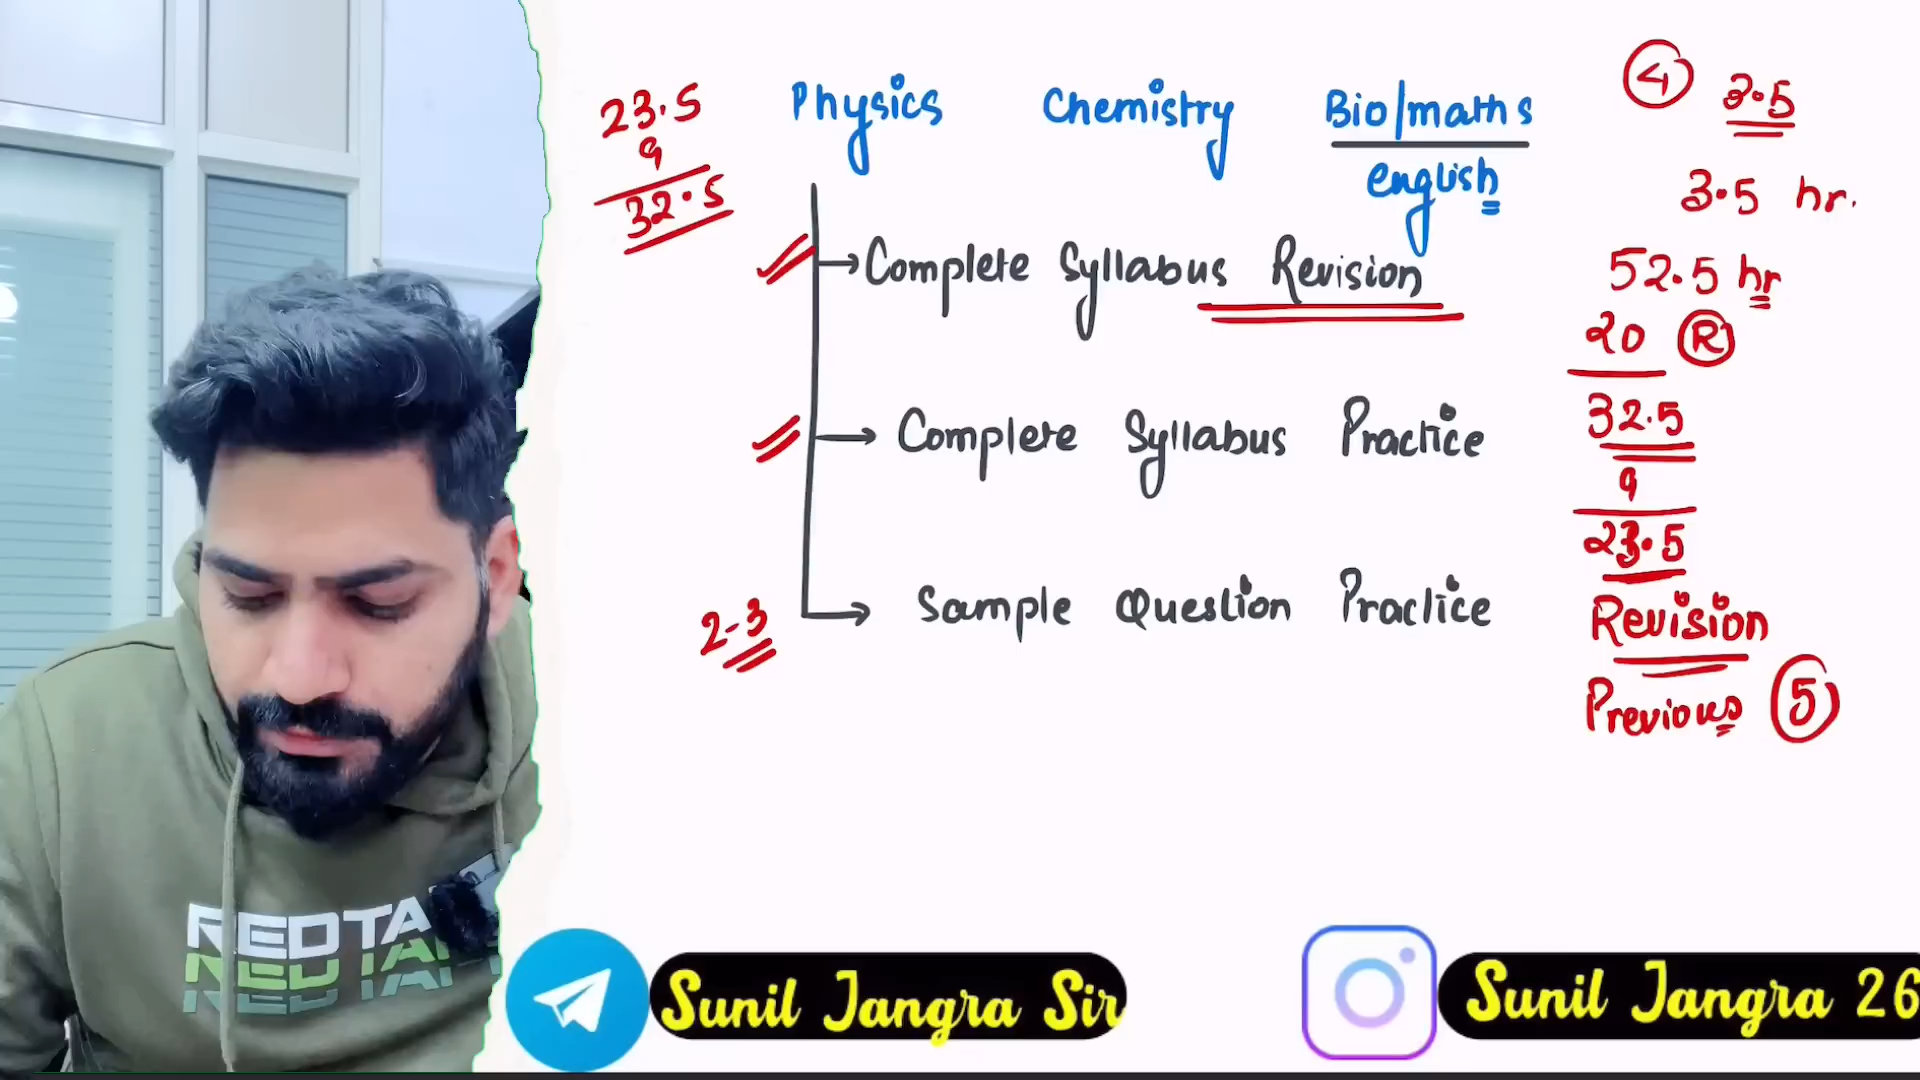 23.5
9
32.5
Physics Chemistry Bio/maths
english
Complete Syllabus Revision
Complete Syllabus Practice
2-3
Sample Question Practice
4 3.5
3.5 hr.
52.5 hr
20 R
32.5
9
23.5
Revision
Previous 5
REDTA
Sunil Jangra Sir
Sunil Jangra 26